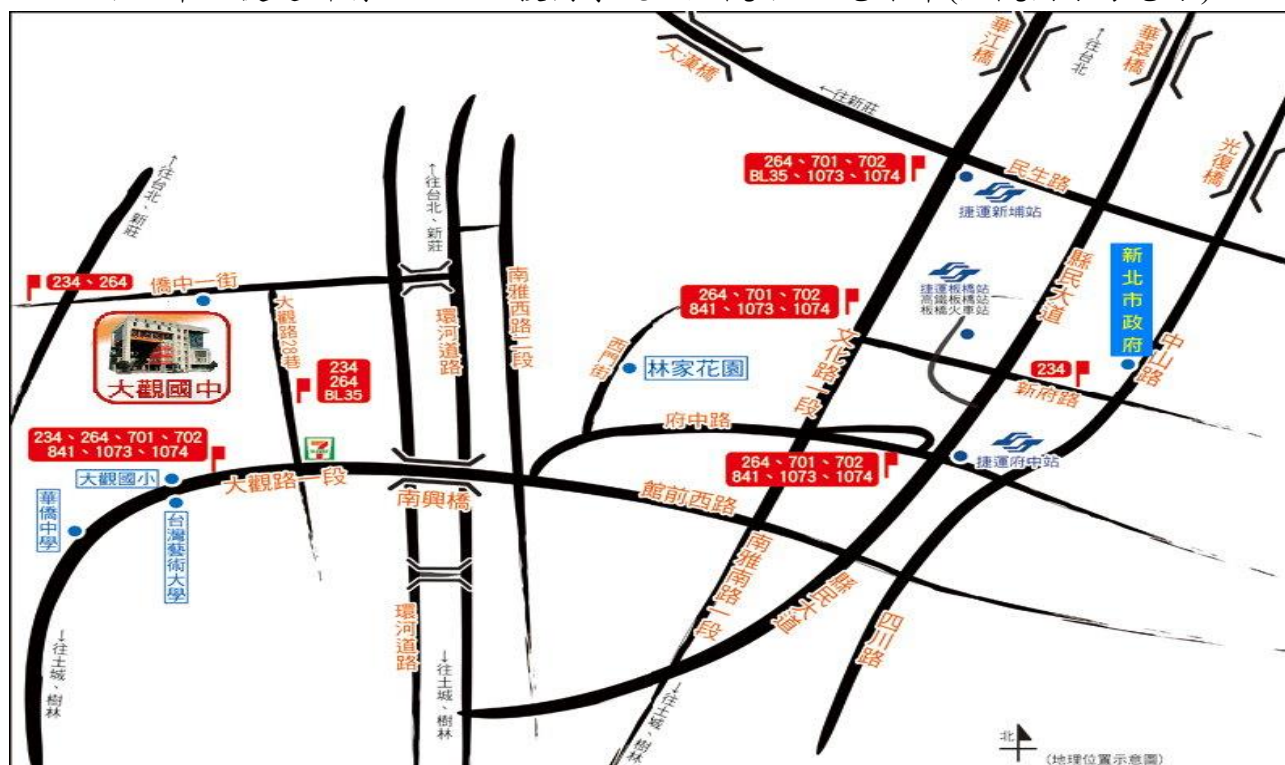 華江橋
←往台北
華翠橋
大漢橋
←往新莊
光復橋
264、701、702
BL35、1073、1074
民生路
捷運新埔站
←往台北、新莊
←往台北、新莊
234、264
僑中一街
大觀路28巷
環河道路
南雅西路二段
264、701、702
841、1073、1074
捷運板橋站
高鐵板橋站
板橋火車站
縣民大道
新北市政府
中山路
文化路一段
西門街
林家花園
234
新府路
大觀國中
234
264
BL35
府中路
234、264、701、702
841、1073、1074
7
264、701、702
841、1073、1074
捷運府中站
大觀國小
大觀路一段
南興橋
館前西路
華僑中學
台灣藝術大學
南雅南路一段
縣民大道
四川路
環河道路
↓往土城、樹林
↓往土城、樹林
↓往土城、樹林
北
(地理位置示意圖)